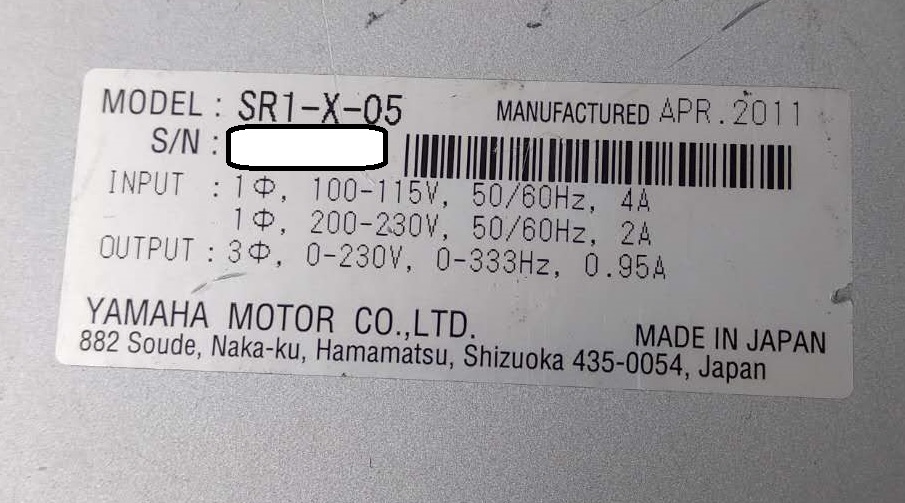 MODEL : SR1-X-05 MANUFACTURED APR.2011
S/N :
INPUT : 1Φ, 100-115V, 50/60Hz, 4A
1Φ, 200-230V, 50/60Hz, 2A
OUTPUT : 3Φ, 0-230V, 0-333Hz, 0.95A
YAMAHA MOTOR CO.,LTD. MADE IN JAPAN
882 Soude, Naka-ku, Hamamatsu, Shizuoka 435-0054, Japan